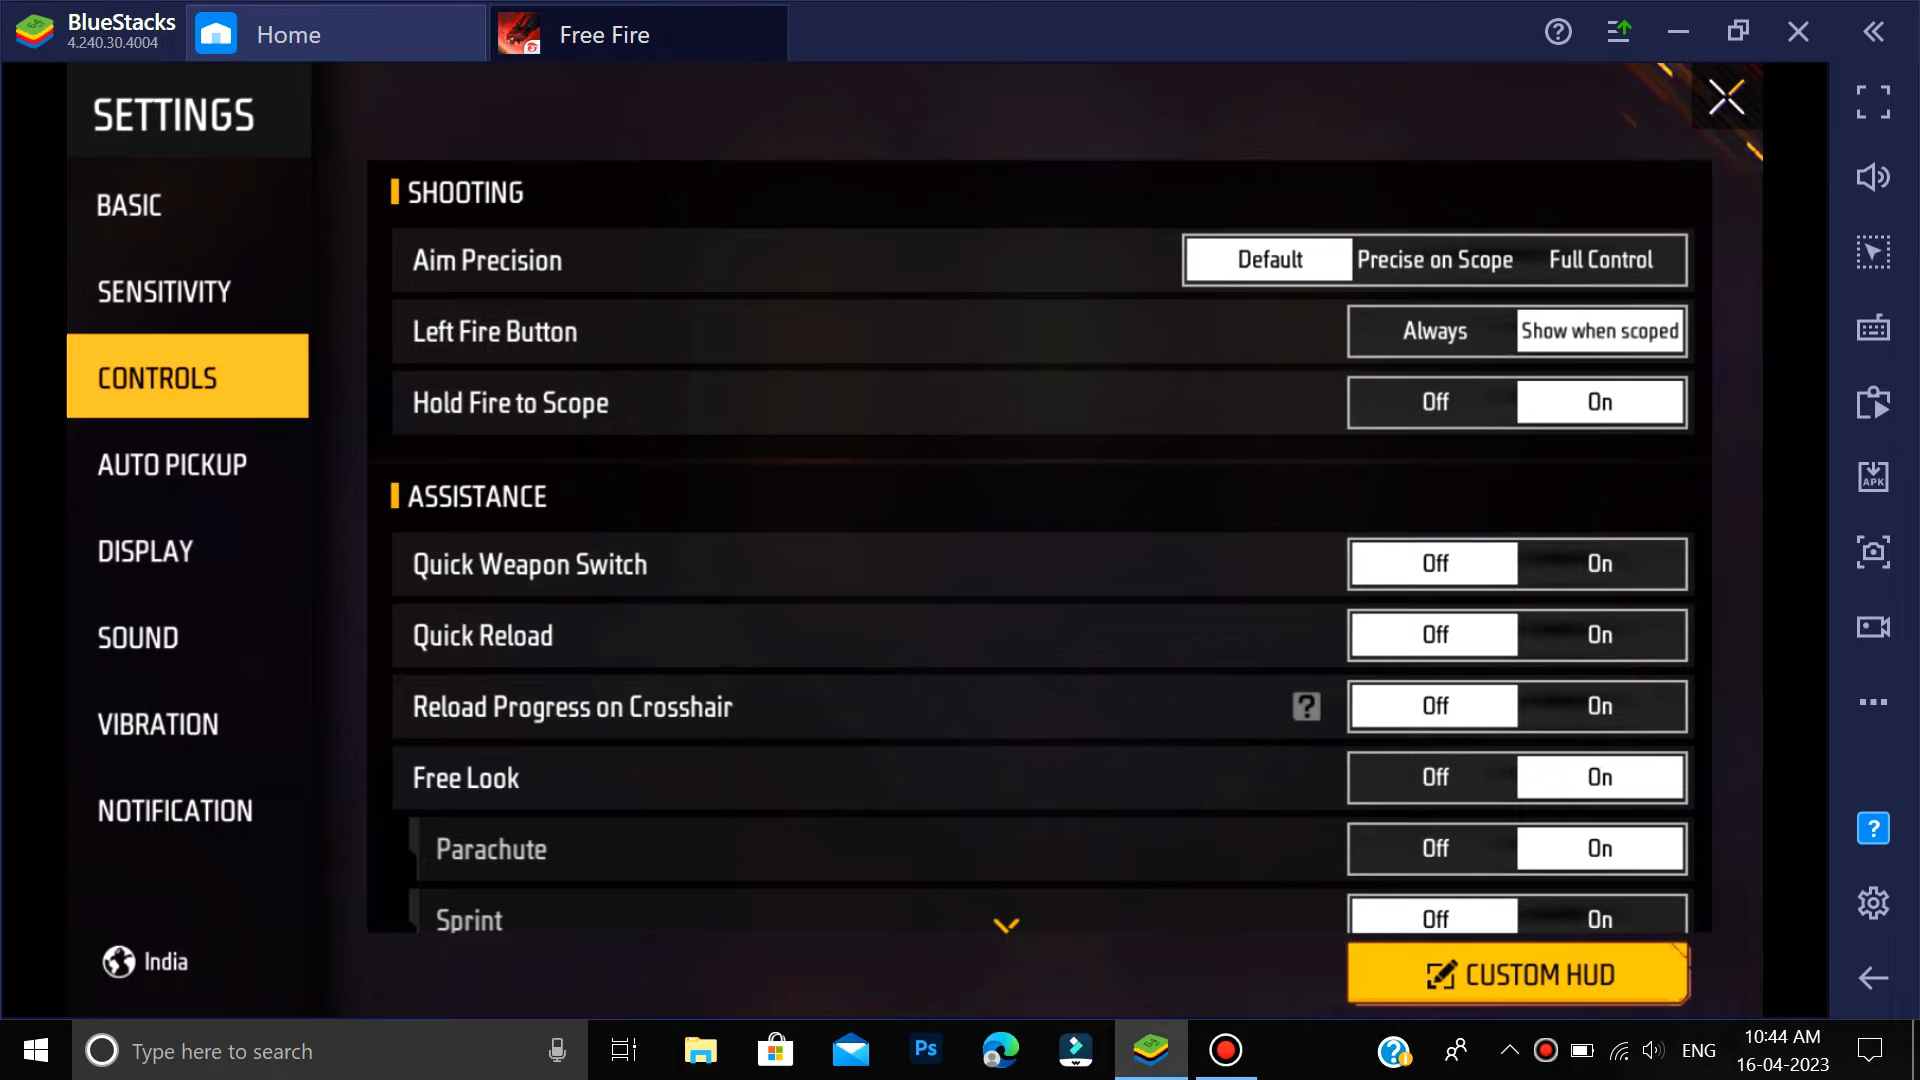 BlueStacks
4.240.30.4004
Home
Free Fire
SETTINGS
BASIC
SENSITIVITY
CONTROLS
AUTO PICKUP
DISPLAY
SOUND
VIBRATION
NOTIFICATION
India
SHOOTING
Aim Precision
Default Precise on Scope Full Control
Left Fire Button
Always Show when scoped
Hold Fire to Scope
Off On
ASSISTANCE
Quick Weapon Switch
Off On
Quick Reload
Off On
Reload Progress on Crosshair
? Off On
Free Look
Off On
Parachute
Off On
Sprint
Off On
CUSTOM HUD
APK
?
Type here to search
Ps
64
ENG
10:44 AM
16-04-2023